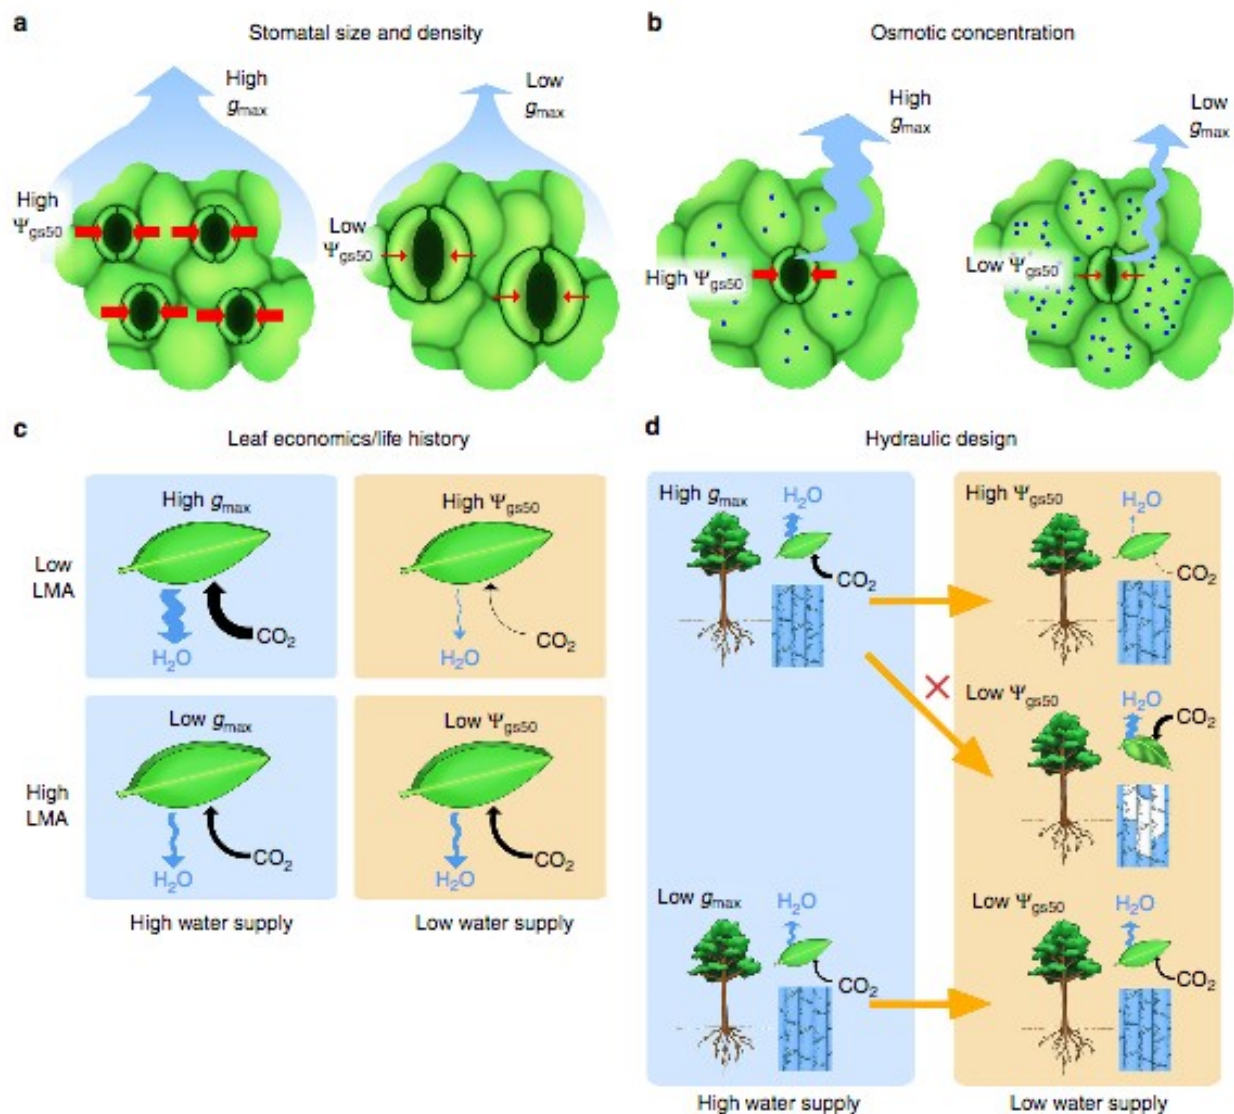 a
Stomatal size and density
High
gmax
Low
gmax
High
Ψgs50
Low
Ψgs50
b
Osmotic concentration
High
gmax
Low
gmax
High Ψgs50
Low Ψgs50
c
Leaf economics/life history
Low
LMA
High gmax
CO2
H2O
High Ψgs50
CO2
H2O
High
LMA
Low gmax
CO2
H2O
Low Ψgs50
CO2
H2O
High water supply
Low water supply
d
Hydraulic design
High gmax
H2O
CO2
High Ψgs50
H2O
CO2
Low Ψgs50
H2O
CO2
Low gmax
H2O
CO2
Low Ψgs50
H2O
CO2
High water supply
Low water supply